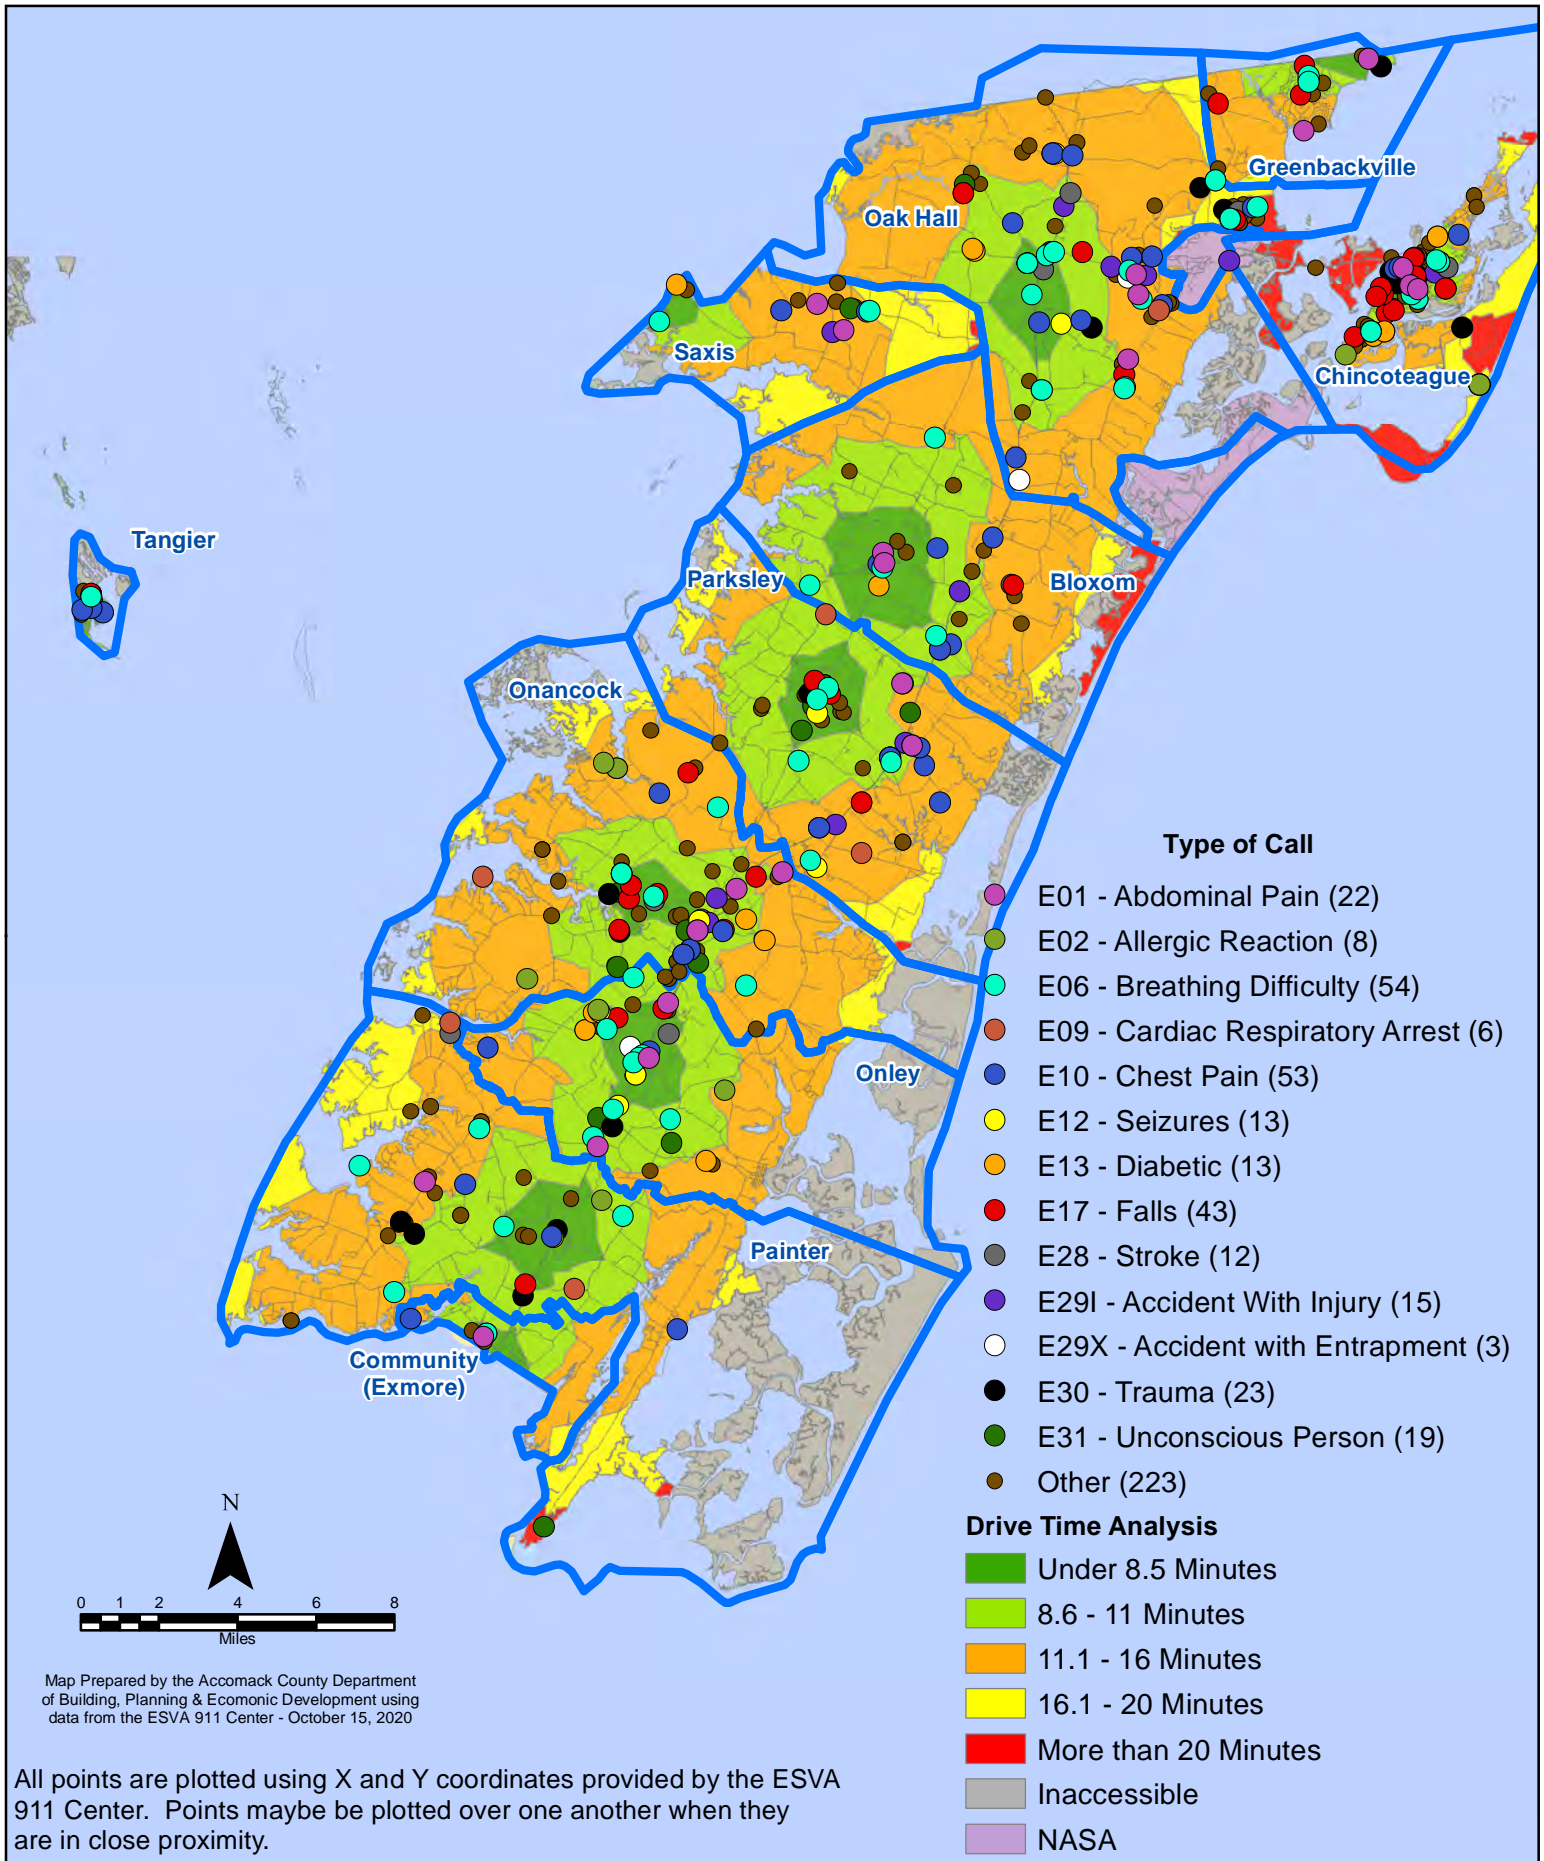 Greenbackville
Oak Hall
Saxis
Chincoteague
Tangier
Parksley
Bloxom
Onancock
Onley
Painter
Community
(Exmore)
Type of Call
E01 - Abdominal Pain (22)
E02 - Allergic Reaction (8)
E06 - Breathing Difficulty (54)
E09 - Cardiac Respiratory Arrest (6)
E10 - Chest Pain (53)
E12 - Seizures (13)
E13 - Diabetic (13)
E17 - Falls (43)
E28 - Stroke (12)
E29I - Accident With Injury (15)
E29X - Accident with Entrapment (3)
E30 - Trauma (23)
E31 - Unconscious Person (19)
Other (223)
Drive Time Analysis
Under 8.5 Minutes
8.6 - 11 Minutes
11.1 - 16 Minutes
16.1 - 20 Minutes
More than 20 Minutes
Inaccessible
NASA
N
0 1 2 4 6 8
Miles
Map Prepared by the Accomack County Department
of Building, Planning & Ecomonic Development using
data from the ESVA 911 Center - October 15, 2020
All points are plotted using X and Y coordinates provided by the ESVA
911 Center. Points maybe be plotted over one another when they
are in close proximity.